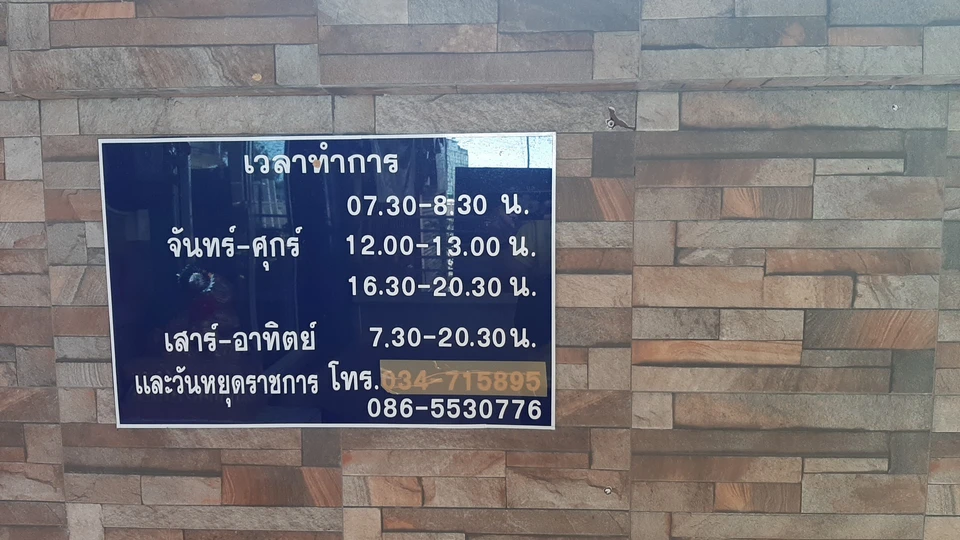 เวลาทำการ
07.30-8.30 น.
จันทร์-ศุกร์ 12.00-13.00 น.
16.30-20.30 น.
เสาร์-อาทิตย์ 7.30-20.30 น.
และวันหยุดราชการ โทร.034-715895
086-5530776